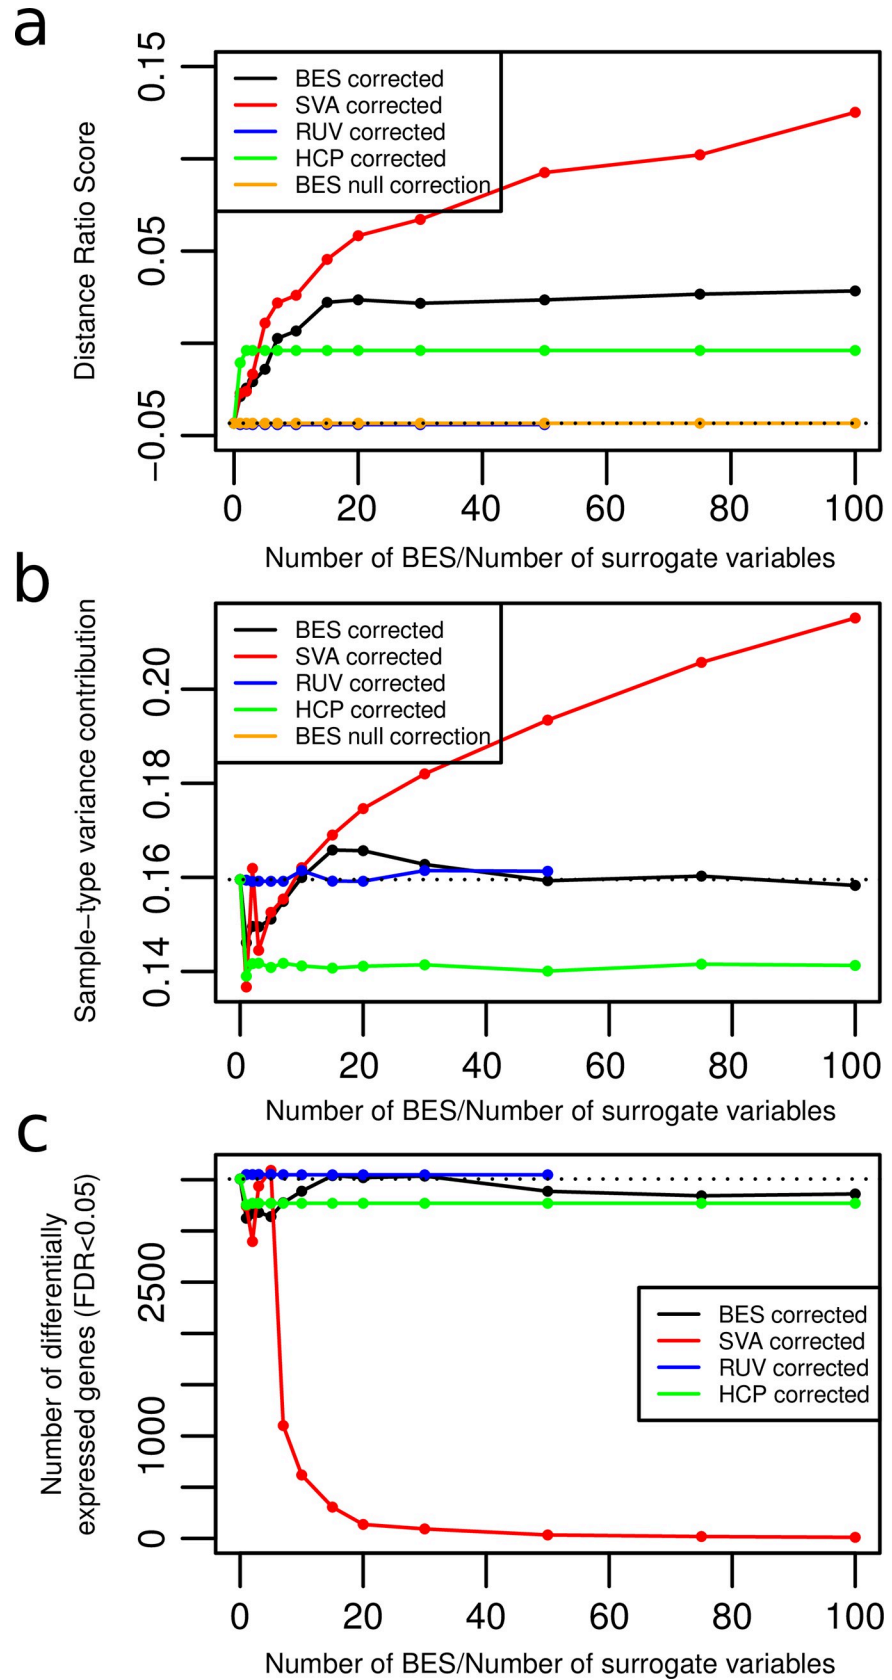 a
Distance Ratio Score
0.15
0.05
−0.05
BES corrected
SVA corrected
RUV corrected
HCP corrected
BES null correction
0 20 40 60 80 100
Number of BES/Number of surrogate variables
b
Sample−type variance contribution
0.20
0.18
0.16
0.14
BES corrected
SVA corrected
RUV corrected
HCP corrected
BES null correction
0 20 40 60 80 100
Number of BES/Number of surrogate variables
c
Number of differentially
expressed genes (FDR<0.05)
2500
1000
0
BES corrected
SVA corrected
RUV corrected
HCP corrected
0 20 40 60 80 100
Number of BES/Number of surrogate variables